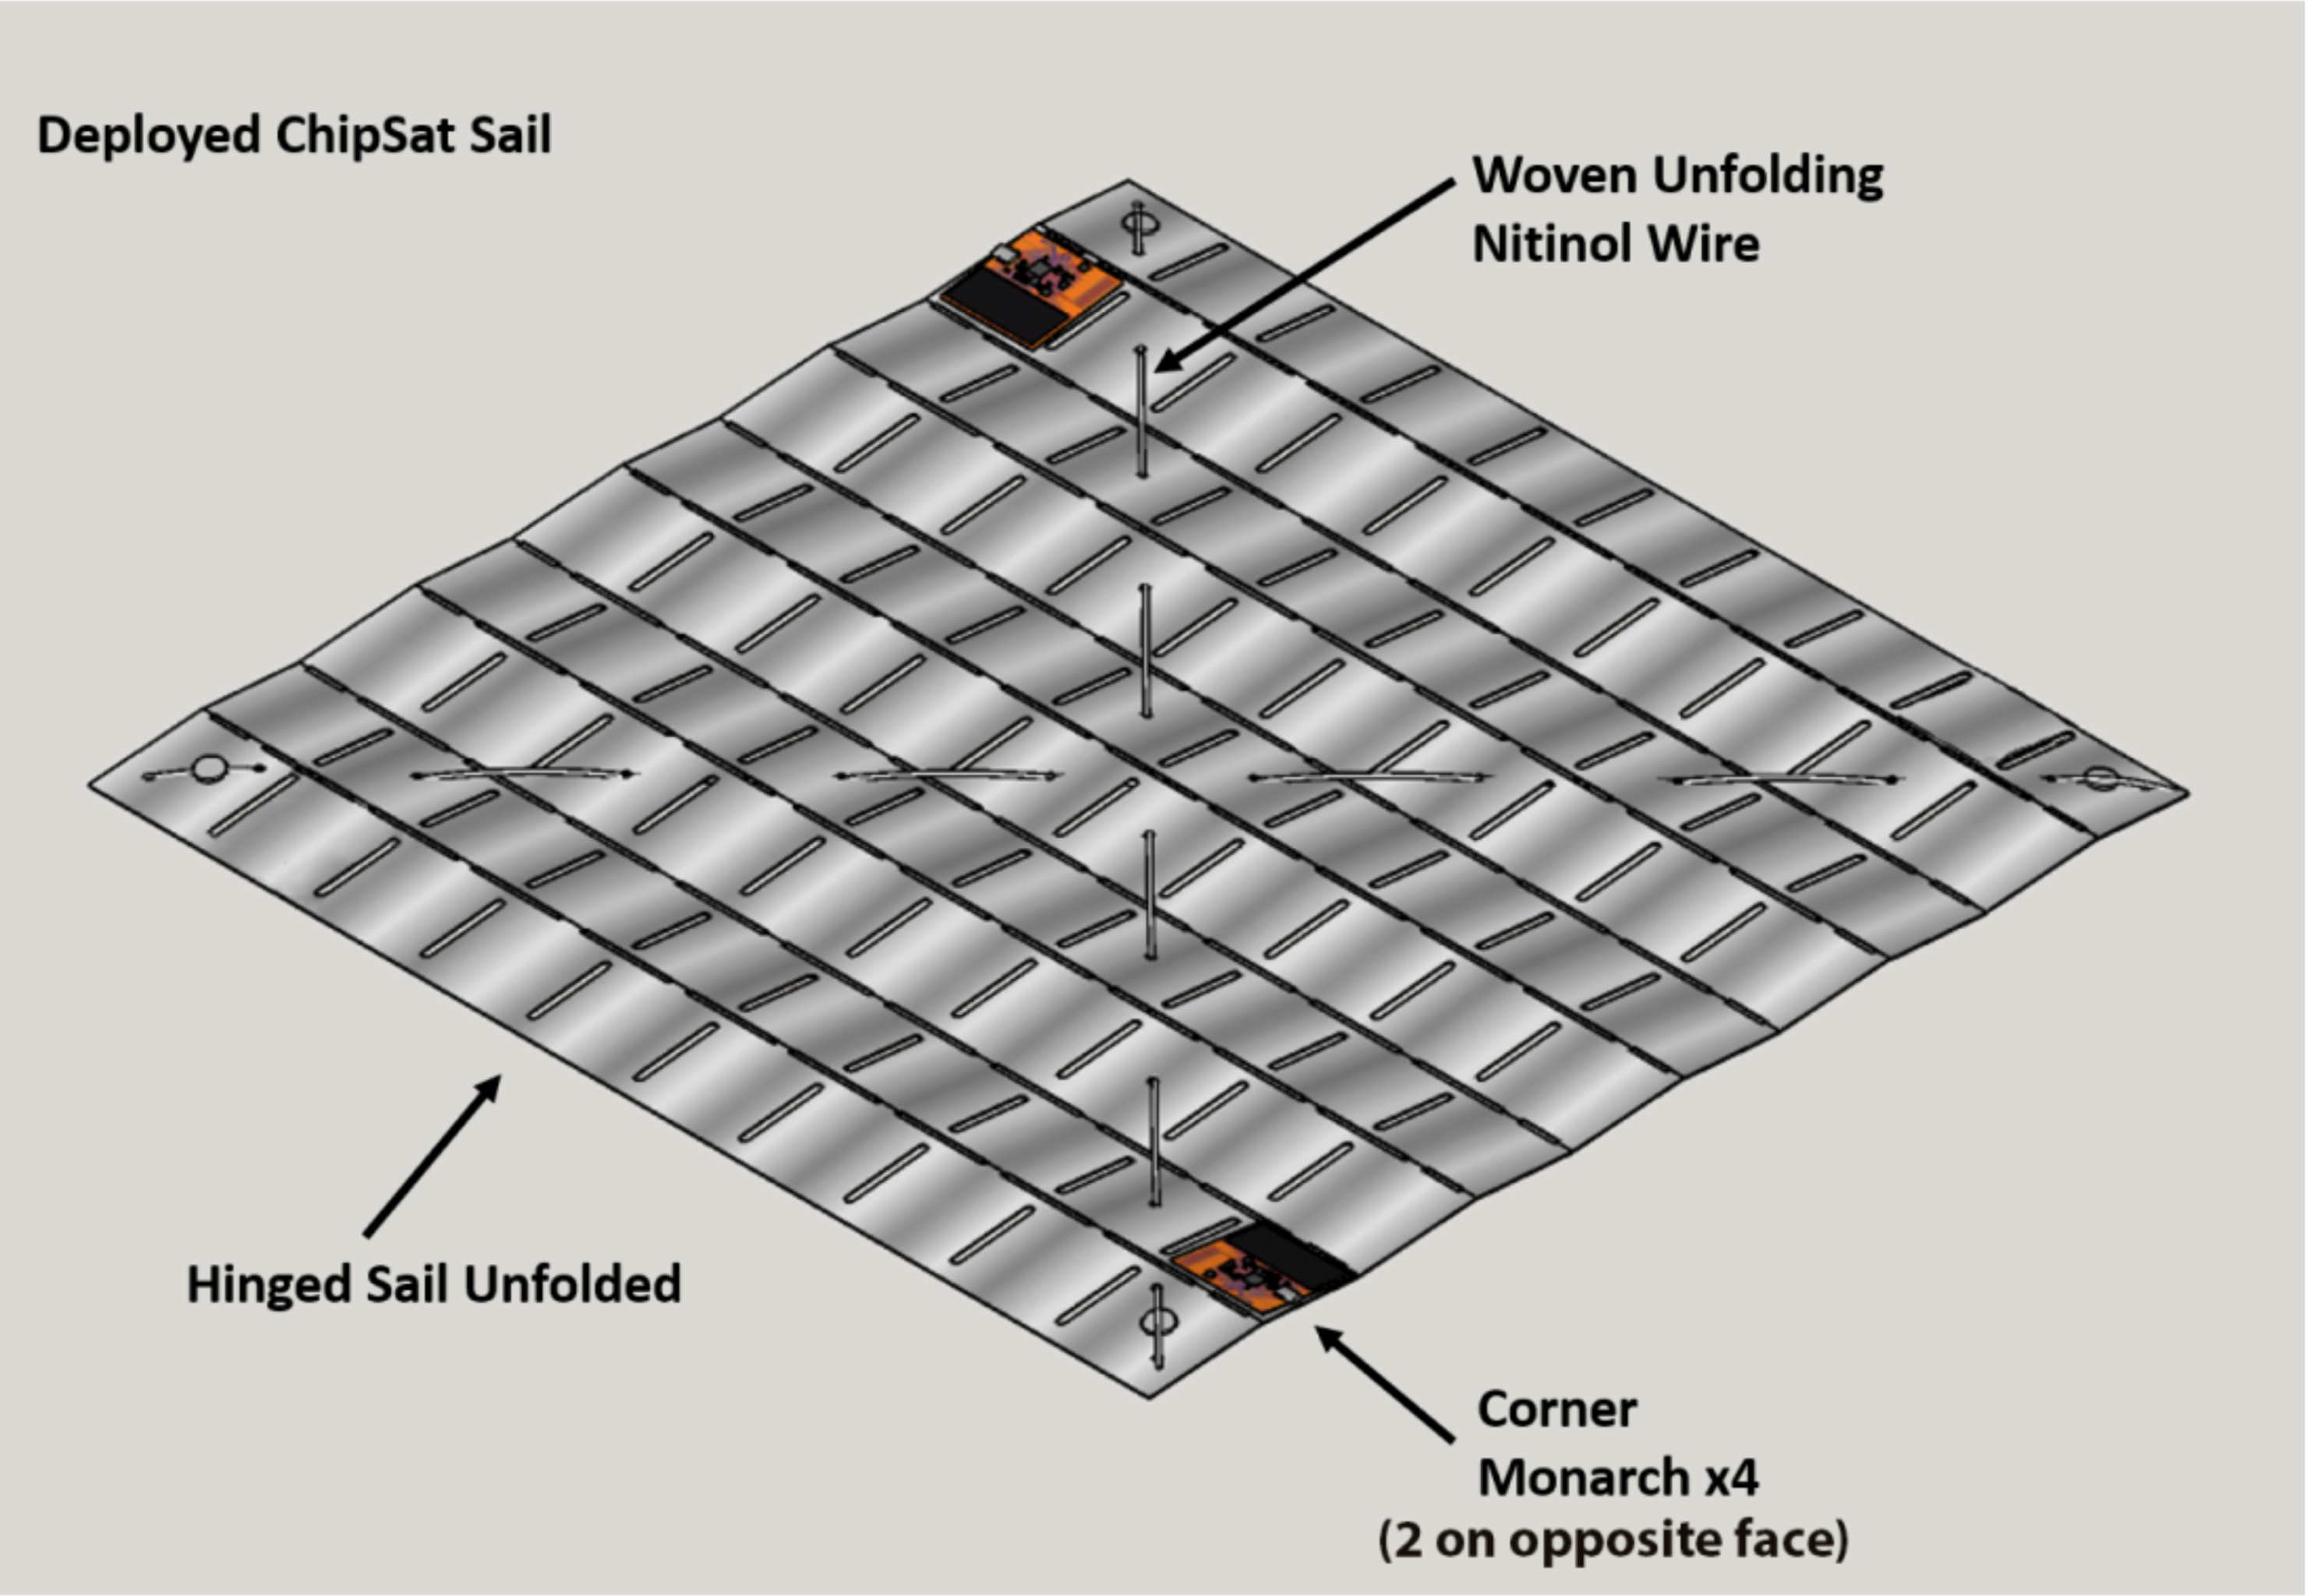 Deployed ChipSat Sail
Woven Unfolding
Nitinol Wire
Hinged Sail Unfolded
Corner
Monarch x4
(2 on opposite face)